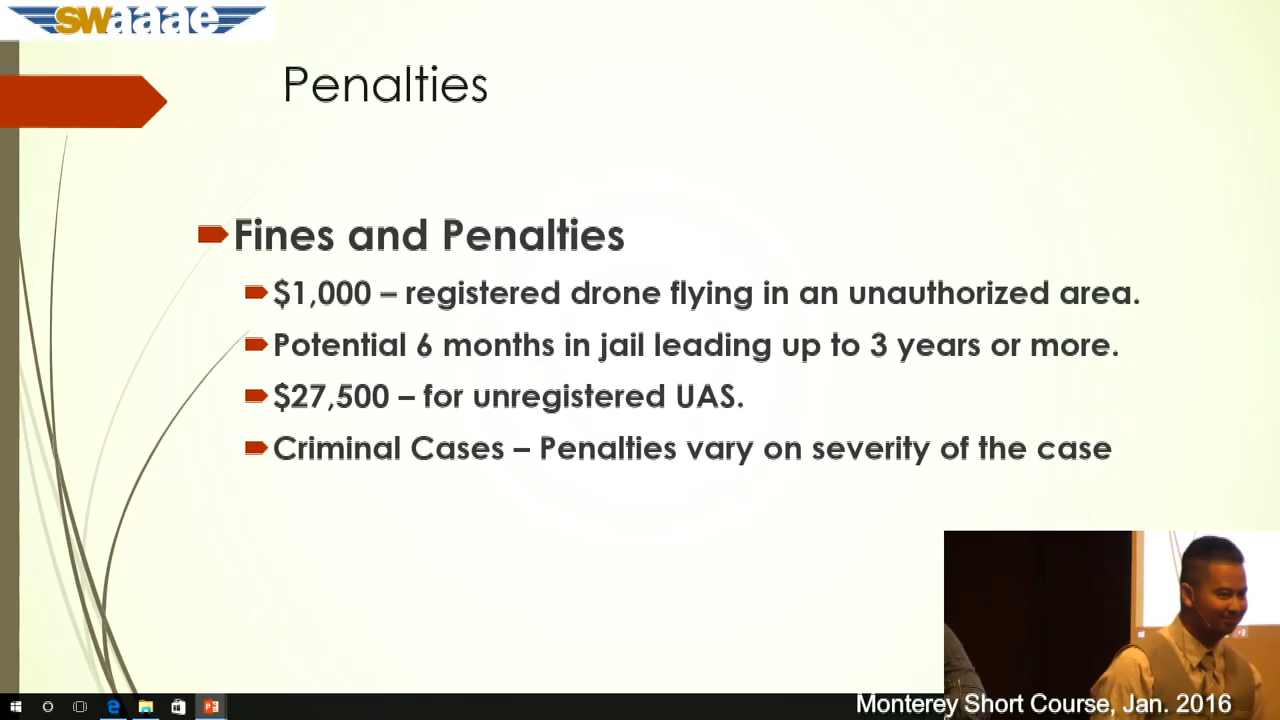 swaaae
Penalties
Fines and Penalties
$1,000 – registered drone flying in an unauthorized area.
Potential 6 months in jail leading up to 3 years or more.
$27,500 – for unregistered UAS.
Criminal Cases – Penalties vary on severity of the case
Monterey Short Course, Jan. 2016